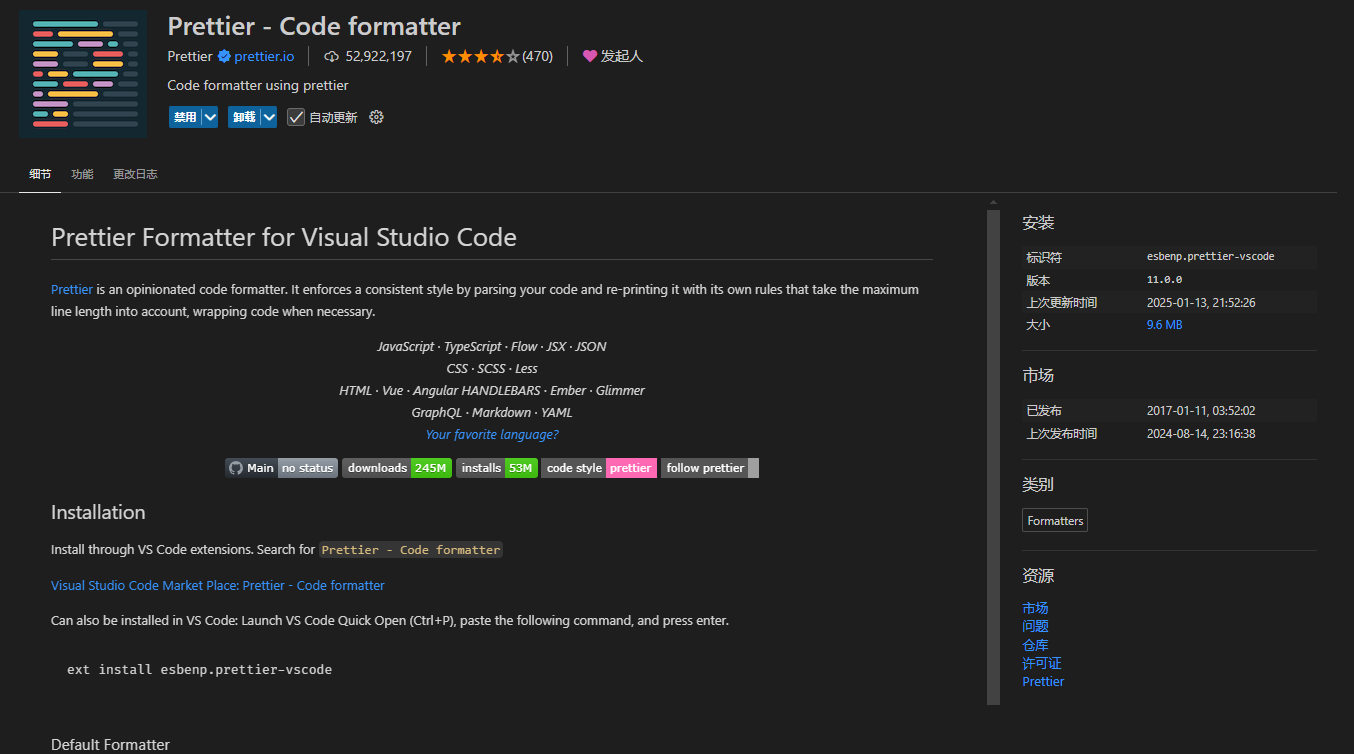 Prettier - Code formatter
Prettier prettier.io 52,922,197 (470) 发起人
Code formatter using prettier
禁用 卸载 自动更新
细节 功能 更改日志
Prettier Formatter for Visual Studio Code
Prettier is an opinionated code formatter. It enforces a consistent style by parsing your code and re-printing it with its own rules that take the maximum
line length into account, wrapping code when necessary.
JavaScript · TypeScript · Flow · JSX · JSON
CSS · SCSS · Less
HTML · Vue · Angular HANDLEBARS · Ember · Glimmer
GraphQL · Markdown · YAML
Your favorite language?
Main no status downloads 245M installs 53M code style prettier follow prettier
Installation
Install through VS Code extensions. Search for Prettier - Code formatter
Visual Studio Code Market Place: Prettier - Code formatter
Can also be installed in VS Code: Launch VS Code Quick Open (Ctrl+P), paste the following command, and press enter.
ext install esbenp.prettier-vscode
Default Formatter
安装
标识符 esbenp.prettier-vscode
版本 11.0.0
上次更新时间 2025-01-13, 21:52:26
大小 9.6 MB
市场
已发布 2017-01-11, 03:52:02
上次发布时间 2024-08-14, 23:16:38
类别
Formatters
资源
市场
问题
仓库
许可证
Prettier